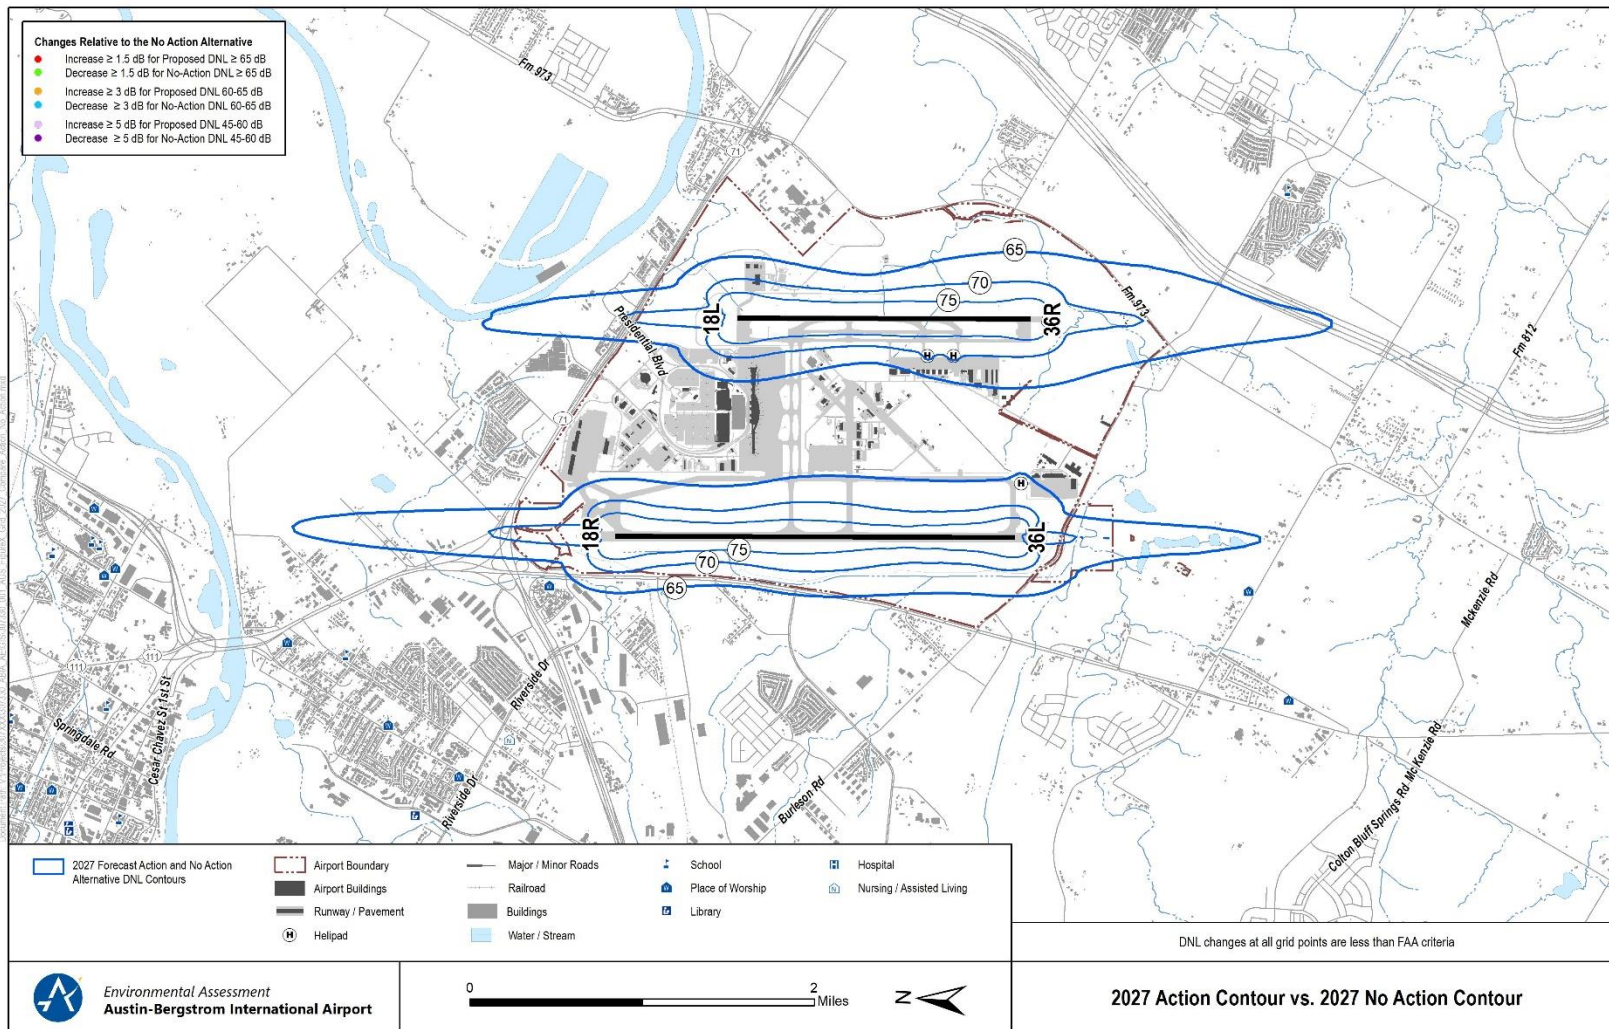 Changes Relative to the No Action Alternative
Increase ≥ 1.5 dB for Proposed DNL ≥ 65 dB
Decrease ≥ 1.5 dB for No-Action DNL ≥ 65 dB
Increase ≥ 3 dB for Proposed DNL 60-65 dB
Decrease ≥ 3 dB for No-Action DNL 60-65 dB
Increase ≥ 5 dB for Proposed DNL 45-60 dB
Decrease ≥ 5 dB for No-Action DNL 45-60 dB
Fm 973
71
65
70
75
18L
36R
Fm 973
Fm 812
Presidential Blvd
H
H
71
H
18R
36L
75
70
65
Mckenzie Rd
111
111
Springdale Rd
Cesar Chavez St 1st St
Riverside Dr
Riverside Dr
N
Burleson Rd
Colton Bluff Springs Rd Mc Kenzie Rd
2027 Forecast Action and No Action
Alternative DNL Contours
Airport Boundary
Airport Buildings
Runway / Pavement
H Helipad
Major / Minor Roads
Railroad
Buildings
Water / Stream
School
Place of Worship
Library
H Hospital
N Nursing / Assisted Living
DNL changes at all grid points are less than FAA criteria
Environmental Assessment
Austin-Bergstrom International Airport
0
2
Miles
N
2027 Action Contour vs. 2027 No Action Contour